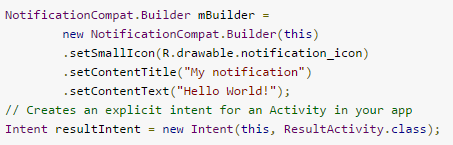 NotificationCompat.Builder mBuilder =
        new NotificationCompat.Builder(this)
        .setSmallIcon(R.drawable.notification_icon)
        .setContentTitle("My notification")
        .setContentText("Hello World!");
// Creates an explicit intent for an Activity in your app
Intent resultIntent = new Intent(this, ResultActivity.class);